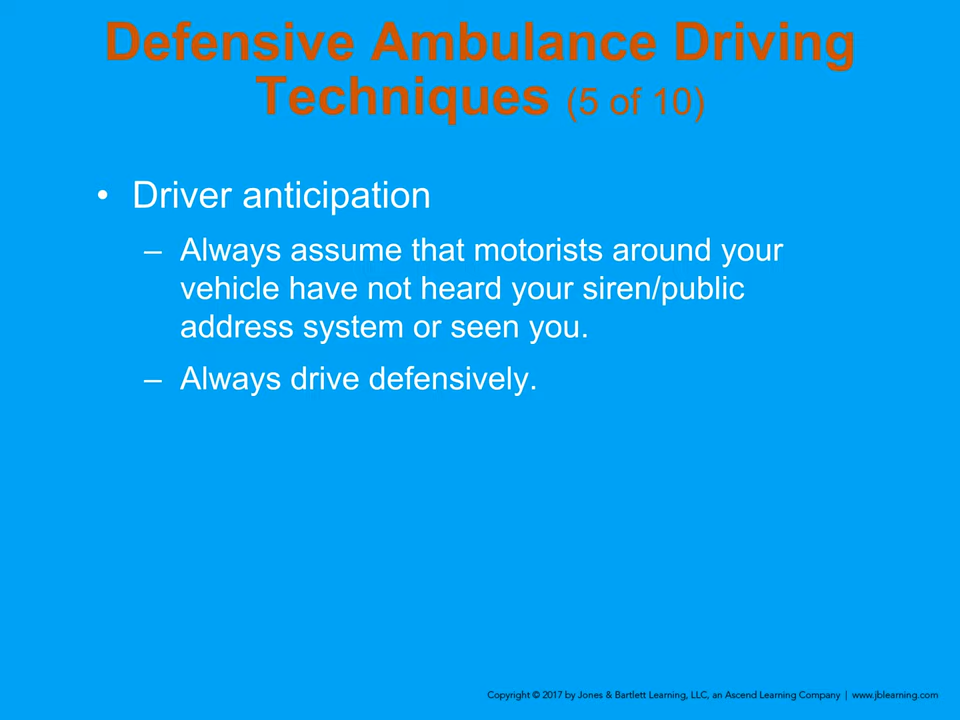 Defensive Ambulance Driving
Techniques (5 of 10)
• Driver anticipation
– Always assume that motorists around your
vehicle have not heard your siren/public
address system or seen you.
– Always drive defensively.
Copyright © 2017 by Jones & Bartlett Learning, LLC, an Ascend Learning Company | www.jblearning.com